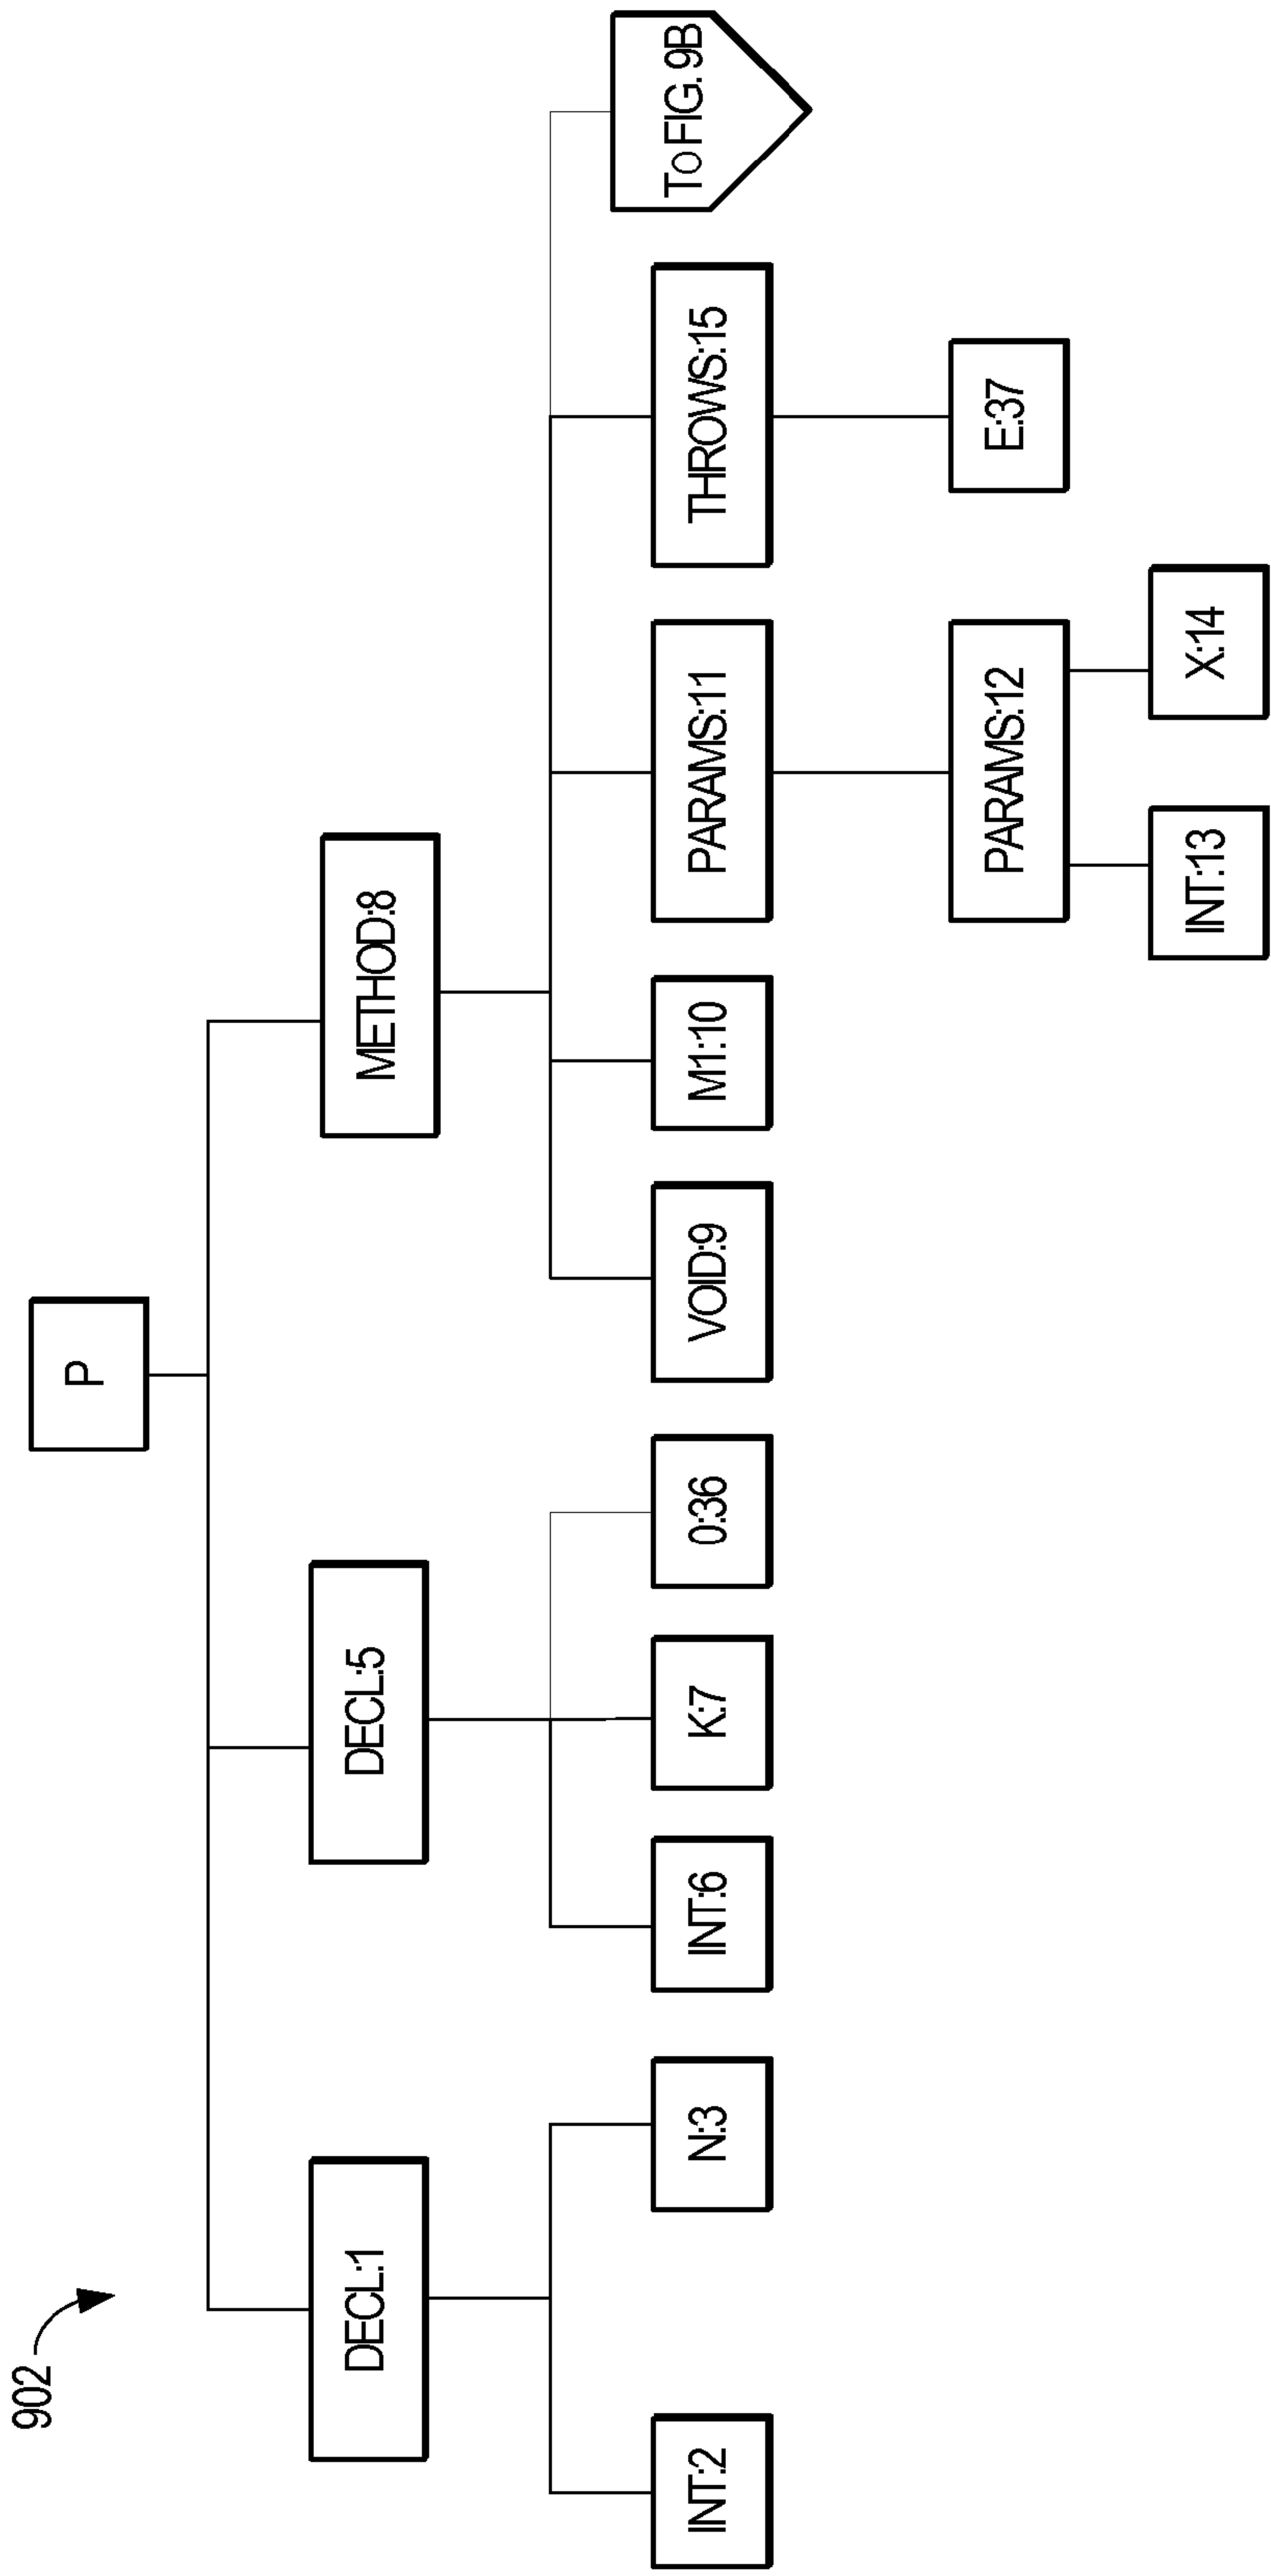 902
P
DECL:1
DECL:5
METHOD:8
INT:2
N:3
INT:6
K:7
0:36
VOID:9
M1:10
PARAMS:11
THROWS:15
TO FIG. 9B
PARAMS:12
E:37
INT:13
X:14